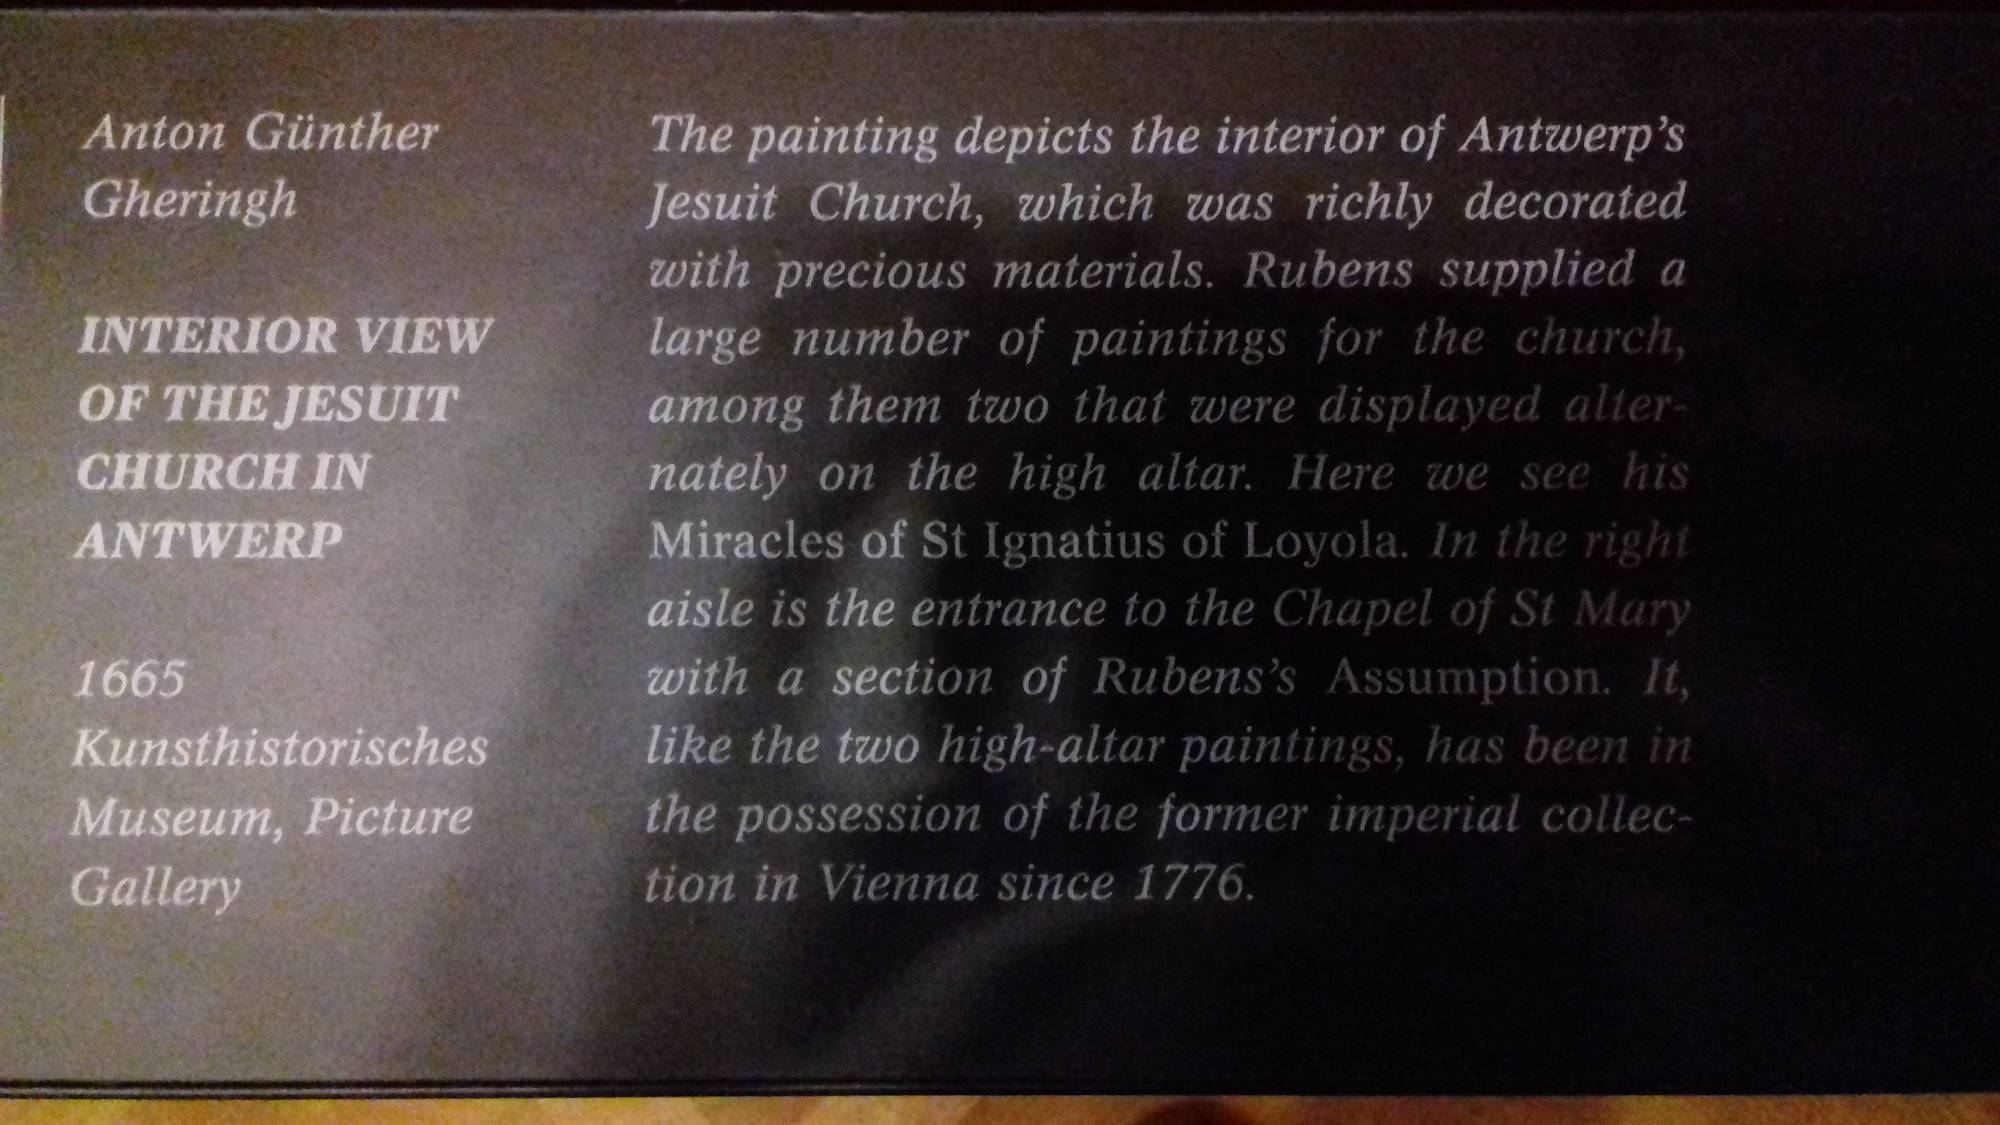 Anton Günther
Gheringh
INTERIOR VIEW
OF THE JESUIT
CHURCH IN
ANTWERP
1665
Kunsthistorisches
Museum, Picture
Gallery
The painting depicts the interior of Antwerp's
Jesuit Church, which was richly decorated
with precious materials. Rubens supplied a
large number of paintings for the church,
among them two that were displayed alter-
nately on the high altar. Here we see his
Miracles of St Ignatius of Loyola. In the right
aisle is the entrance to the Chapel of St Mary
with a section of Rubens's Assumption. It,
like the two high-altar paintings, has been in
the possession of the former imperial collec-
tion in Vienna since 1776.